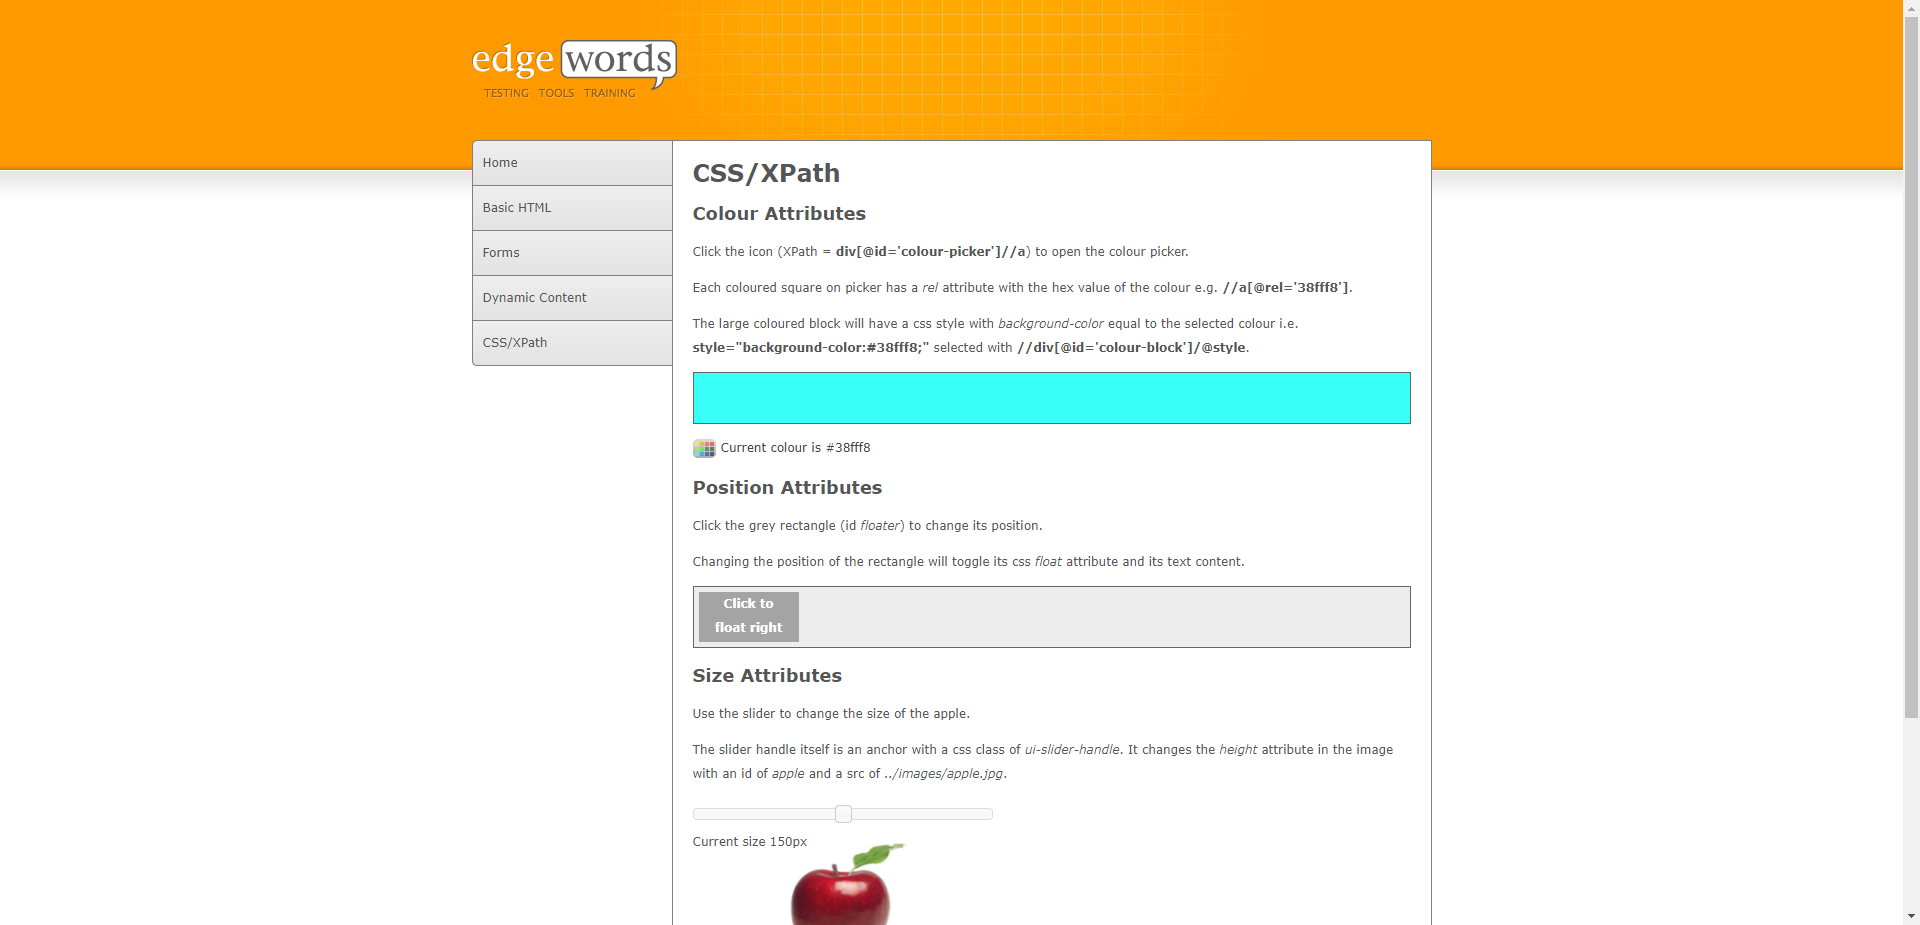 edge words
TESTING TOOLS TRAINING
Home
Basic HTML
Forms
Dynamic Content
CSS/XPath
CSS/XPath
Colour Attributes
Click the icon (XPath = div[@id='colour-picker']//a) to open the colour picker.
Each coloured square on picker has a rel attribute with the hex value of the colour e.g. //a[@rel='38fff8'].
The large coloured block will have a css style with background-color equal to the selected colour i.e.
style="background-color:#38fff8;" selected with //div[@id='colour-block']/@style.
Current colour is #38fff8
Position Attributes
Click the grey rectangle (id floater) to change its position.
Changing the position of the rectangle will toggle its css float attribute and its text content.
Click to
float right
Size Attributes
Use the slider to change the size of the apple.
The slider handle itself is an anchor with a css class of ui-slider-handle. It changes the height attribute in the image
with an id of apple and a src of ../images/apple.jpg.
Current size 150px